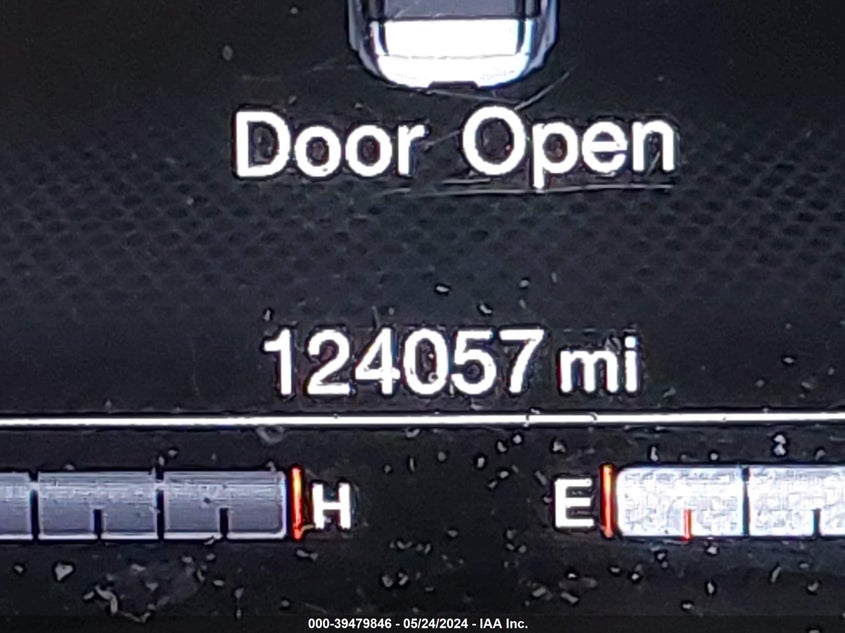 Door Open
124057 mi
H E
000-39479846 - 05/24/2024 - IAA Inc.